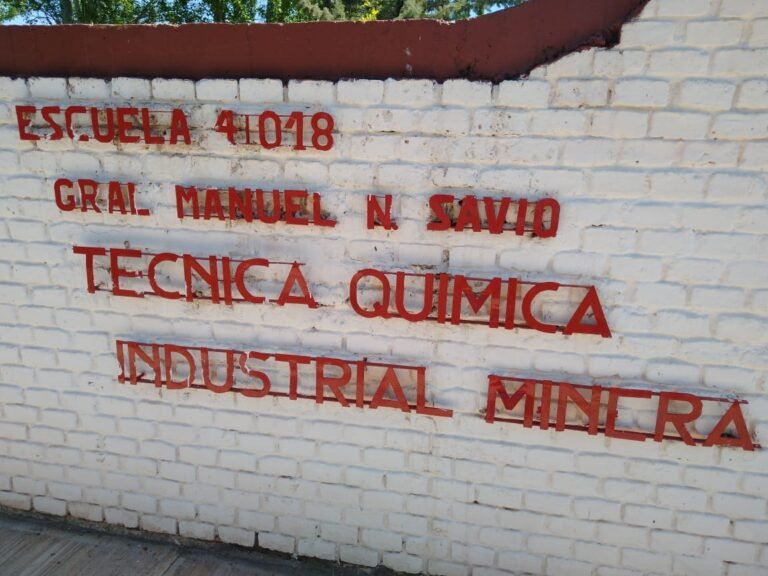 ESCUELA 4 018
GRAL MANUEL N. SAVIO
TECNICA QUIMICA
INDUSTRIAL MINERA